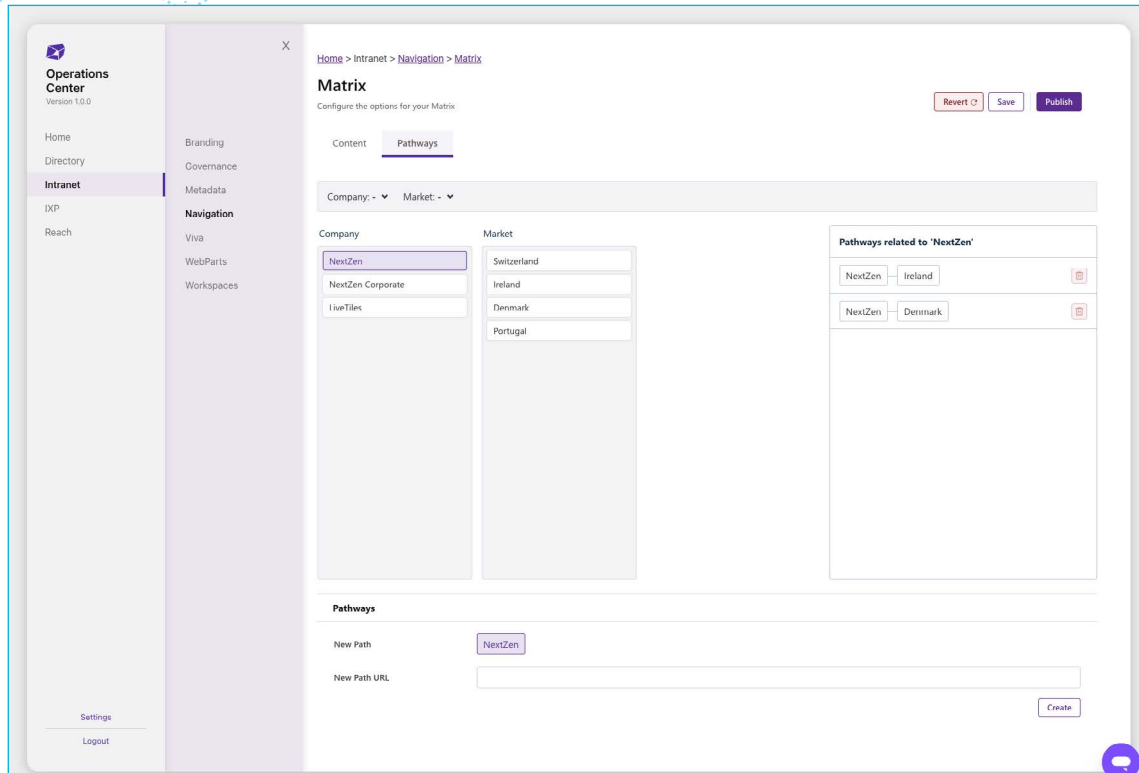 Operations
Center
Version 1.0.0
Home
Directory
Intranet
IXP
Reach
Settings
Logout
X
Branding
Governance
Metadata
Navigation
Viva
WebParts
Workspaces
Home > Intranet > Navigation > Matrix
Matrix
Configure the options for your Matrix
Revert
Save
Publish
Content
Pathways
Company: -
Market: -
Company
NextZen
NextZen Corporate
LiveTiles
Market
Switzerland
Ireland
Denmark
Portugal
Pathways related to 'NextZen'
NextZen Ireland
NextZen Denmark
Pathways
New Path
NextZen
New Path URL
Create